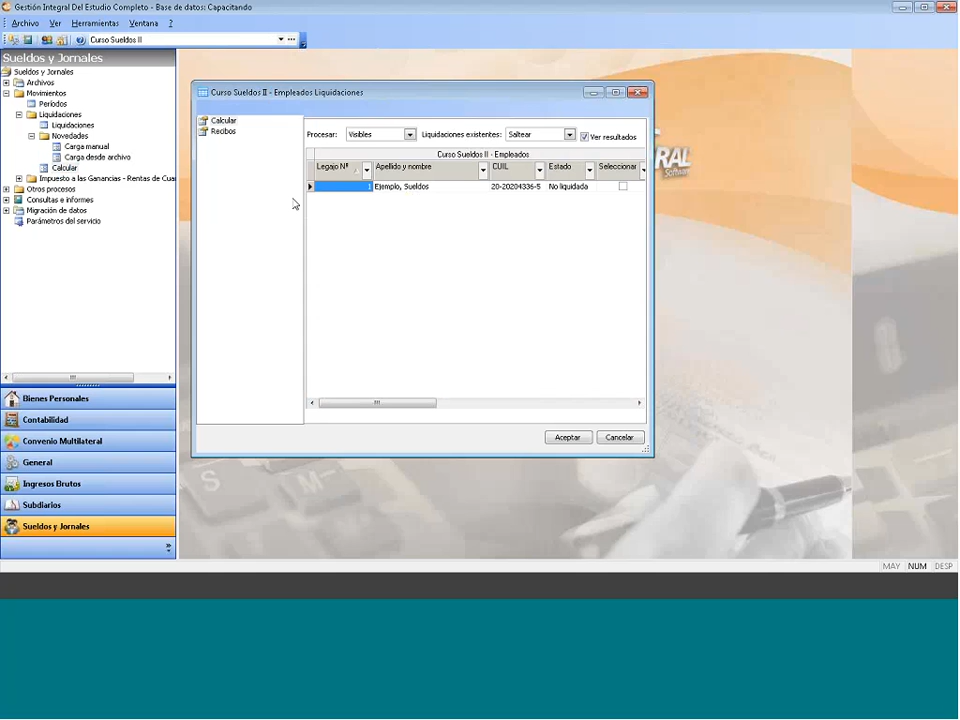 Gestión Integral Del Estudio Completo - Base de datos: Capacitando
Archivo Ver Herramientas Ventana ?
Curso Sueldos II
Sueldos y Jornales
Sueldos y Jornales
Archivos
Movimientos
Períodos
Liquidaciones
Liquidaciones
Novedades
Carga manual
Carga desde archivo
Calcular
Impuesto a las Ganancias - Rentas de Cua
Otros procesos
Consultas e informes
Migración de datos
Parámetros del servicio
Bienes Personales
Contabilidad
Convenio Multilateral
General
Ingresos Brutos
Subdiarios
Sueldos y Jornales
Curso Sueldos II - Empleados Liquidaciones
Calcular
Recibos
Procesar: Visibles Liquidaciones existentes: Saltear Ver resultados
Curso Sueldos II - Empleados
Legajo Nº Apellido y nombre CUIL Estado Seleccionar
1 Ejemplo, Sueldos 20-20204336-5 No liquidada
Aceptar Cancelar
RAL
Software
S M
MAY NUM DESP